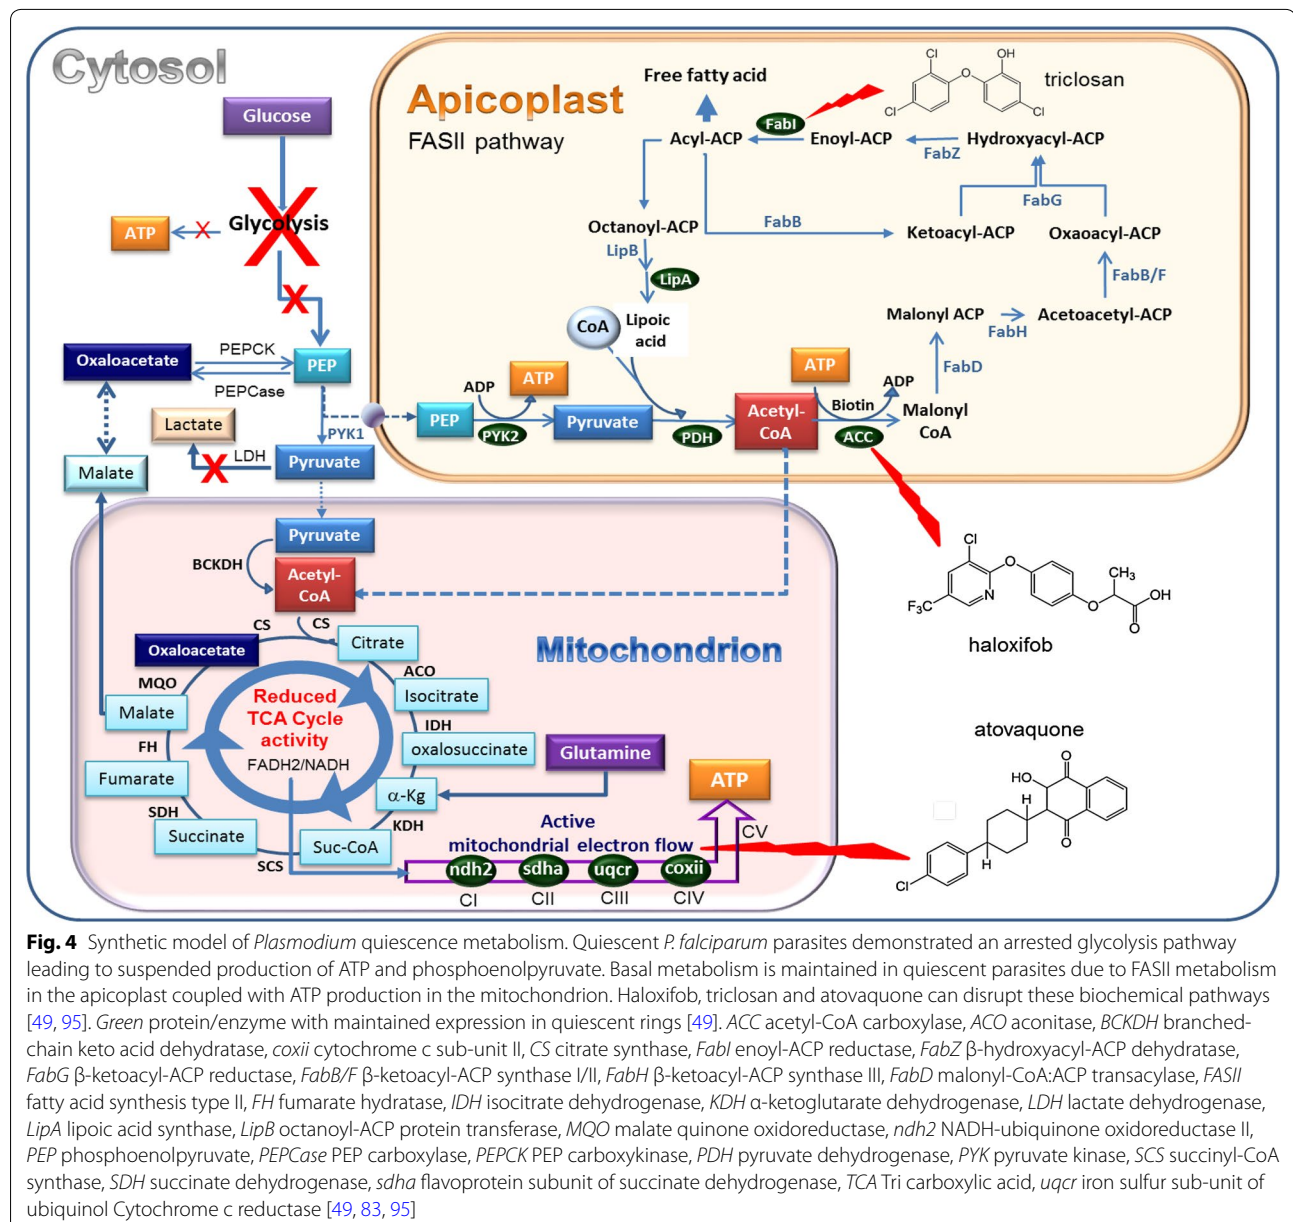 Cytosol
Glucose
Glycolysis
ATP
X
Oxaloacetate
PEPCK
PEPCase
PEP
PYK1
Lactate
LDH
Malate
Pyruvate
Apicoplast
FASII pathway
Free fatty acid
Acyl-ACP
FabI
Enoyl-ACP
FabZ
Hydroxyacyl-ACP
Cl
OH
O
Cl
Cl
triclosan
Octanoyl-ACP
LipB
LipA
FabB
Ketoacyl-ACP
FabG
Oxaoacyl-ACP
FabB/F
CoA
Lipoic
acid
Malonyl ACP
FabH
Acetoacetyl-ACP
FabD
PEP
ADP
ATP
PYK2
Pyruvate
PDH
Acetyl-
CoA
ATP
Biotin
ADP
ACC
Malonyl
CoA
Cl
O
CH3
F3C
N
O
OH
O
haloxifob
Mitochondrion
Pyruvate
BCKDH
Acetyl-
CoA
CS
CS
Oxaloacetate
Citrate
ACO
MQO
Isocitrate
Malate
IDH
FH
oxalosuccinate
Fumarate
α-Kg
SDH
KDH
Succinate
SCS
Suc-CoA
Reduced
TCA Cycle
activity
FADH2/NADH
Glutamine
ATP
CV
Active
mitochondrial electron flow
ndh2
sdha
uqcr
coxii
CI
CII
CIII
CIV
atovaquone
HO
O
H
O
H
Cl
Fig. 4 Synthetic model of Plasmodium quiescence metabolism. Quiescent P. falciparum parasites demonstrated an arrested glycolysis pathway
leading to suspended production of ATP and phosphoenolpyruvate. Basal metabolism is maintained in quiescent parasites due to FASII metabolism
in the apicoplast coupled with ATP production in the mitochondrion. Haloxifob, triclosan and atovaquone can disrupt these biochemical pathways
[49, 95]. Green protein/enzyme with maintained expression in quiescent rings [49]. ACC acetyl-CoA carboxylase, ACO aconitase, BCKDH branched-
chain keto acid dehydratase, coxii cytochrome c sub-unit II, CS citrate synthase, FabI enoyl-ACP reductase, FabZ β-hydroxyacyl-ACP dehydratase,
FabG β-ketoacyl-ACP reductase, FabB/F β-ketoacyl-ACP synthase I/II, FabH β-ketoacyl-ACP synthase III, FabD malonyl-CoA:ACP transacylase, FASII
fatty acid synthesis type II, FH fumarate hydratase, IDH isocitrate dehydrogenase, KDH α-ketoglutarate dehydrogenase, LDH lactate dehydrogenase,
LipA lipoic acid synthase, LipB octanoyl-ACP protein transferase, MQO malate quinone oxidoreductase, ndh2 NADH-ubiquinone oxidoreductase II,
PEP phosphoenolpyruvate, PEPCase PEP carboxylase, PEPCK PEP carboxykinase, PDH pyruvate dehydrogenase, PYK pyruvate kinase, SCS succinyl-CoA
synthase, SDH succinate dehydrogenase, sdha flavoprotein subunit of succinate dehydrogenase, TCA Tri carboxylic acid, uqcr iron sulfur sub-unit of
ubiquinol Cytochrome c reductase [49, 83, 95]